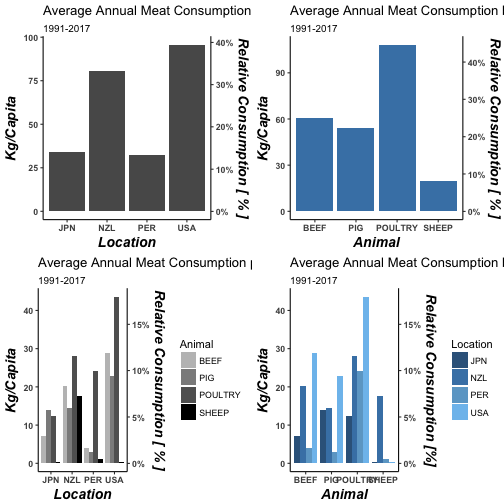 Average Annual Meat Consumption
1991-2017
100
75
50
25
0
Kg/Capita
40%
30%
20%
10%
0%
Relative Consumption [ % ]
JPN NZL PER USA
Location
Average Annual Meat Consumption
1991-2017
90
60
30
0
Kg/Capita
40%
30%
20%
10%
0%
Relative Consumption [ % ]
BEEF PIG POULTRY SHEEP
Animal
Average Annual Meat Consumption
1991-2017
40
30
20
10
0
Kg/Capita
15%
10%
5%
0%
Relative Consumption [ % ]
JPN NZL PER USA
Location
Animal
BEEF
PIG
POULTRY
SHEEP
Average Annual Meat Consumption
1991-2017
40
30
20
10
0
Kg/Capita
15%
10%
5%
0%
Relative Consumption [%]
BEEF PIG POULTRY SHEEP
Animal
Location
JPN
NZL
PER
USA